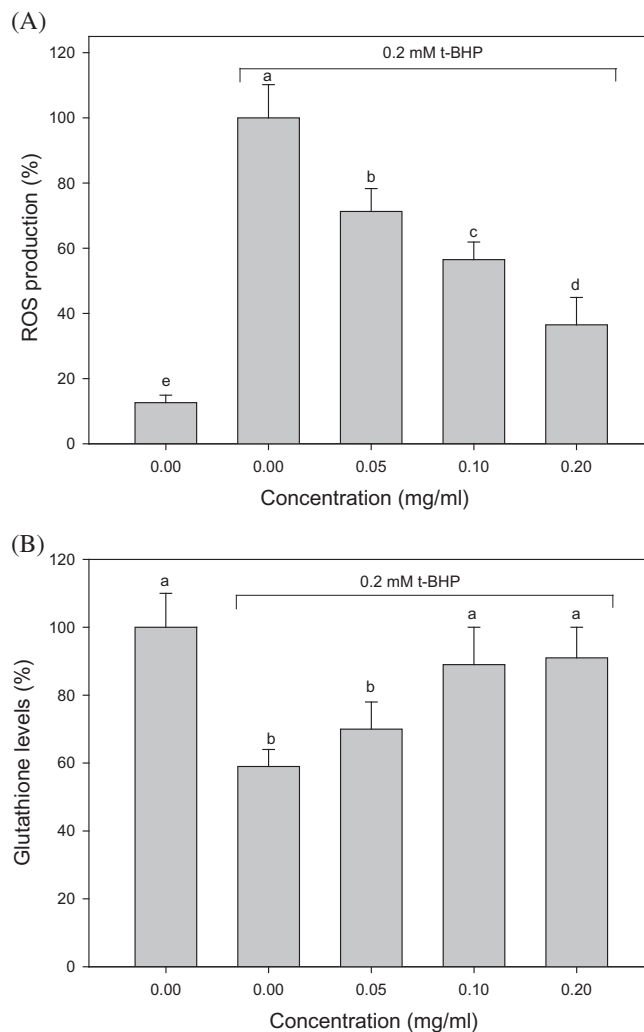 (A)
0.2 mM t-BHP
120
100
80
60
40
20
0
ROS production (%)
e
a
b
c
d
0.00
0.00
0.05
0.10
0.20
Concentration (mg/ml)
(B)
0.2 mM t-BHP
120
100
80
60
40
20
0
Glutathione levels (%)
a
b
b
a
a
0.00
0.00
0.05
0.10
0.20
Concentration (mg/ml)